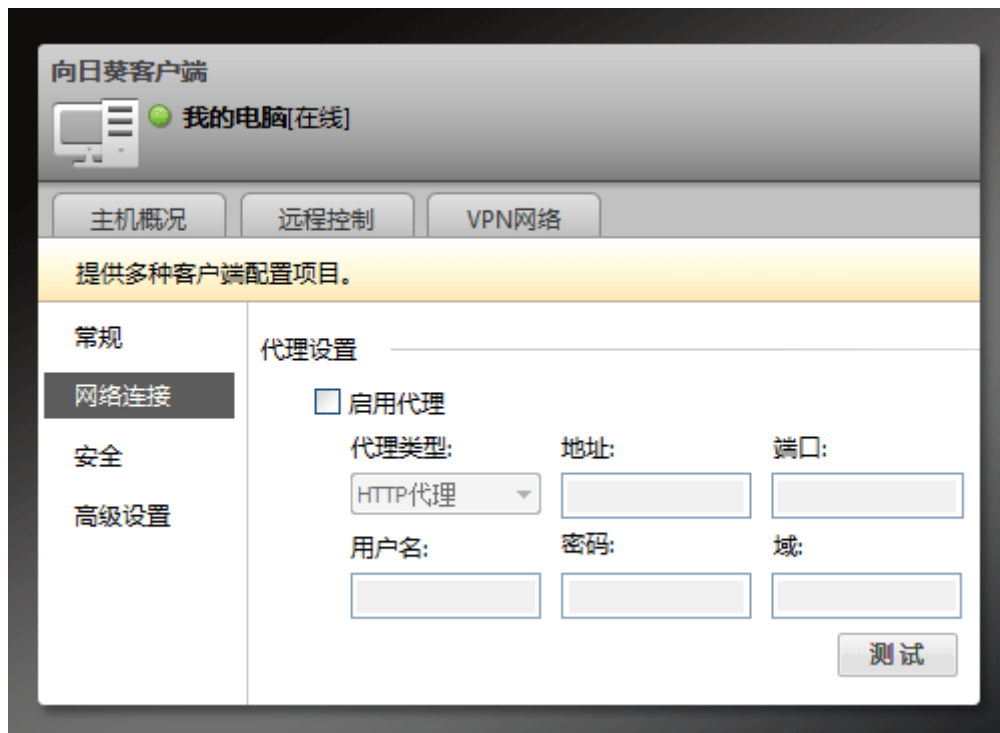 向日葵客户端
我的电脑[在线]
主机概况 远程控制 VPN网络
提供多种客户端配置项目。
常规
网络连接
安全
高级设置
代理设置
启用代理
代理类型: 地址: 端口:
HTTP代理
用户名: 密码: 域:
测试